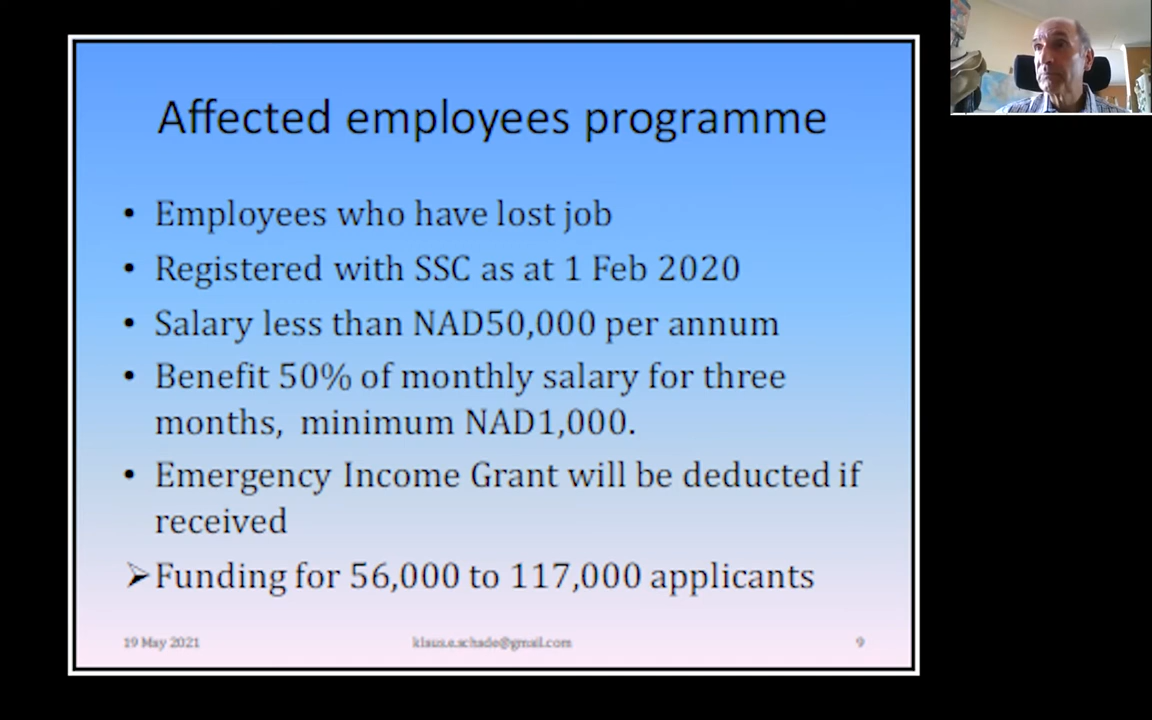 Affected employees programme
• Employees who have lost job
• Registered with SSC as at 1 Feb 2020
• Salary less than NAD50,000 per annum
• Benefit 50% of monthly salary for three
months, minimum NAD1,000.
• Emergency Income Grant will be deducted if
received
➢Funding for 56,000 to 117,000 applicants
19 May 2021 klaus.e.schade@gmail.com 9